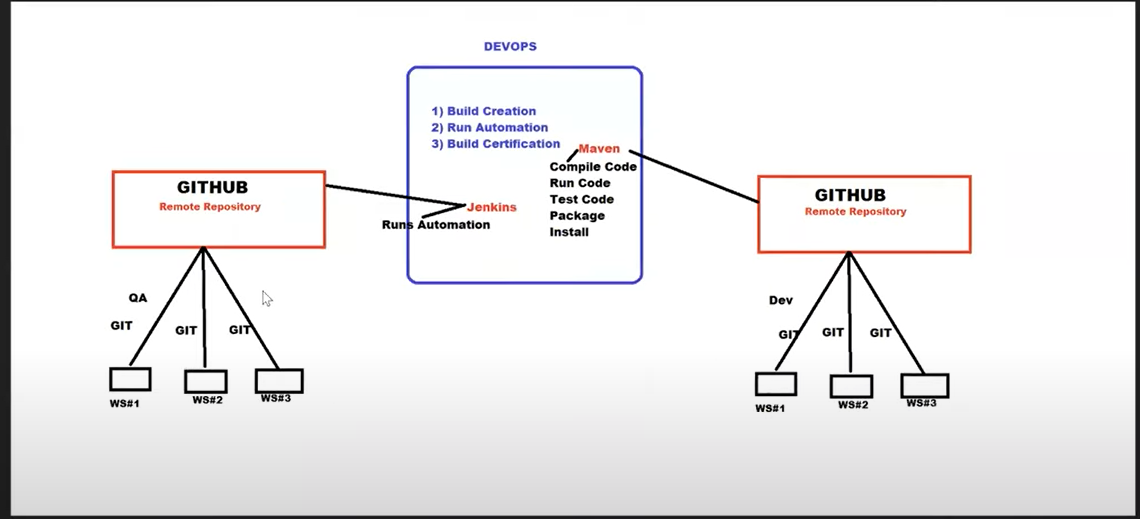 DEVOPS
1) Build Creation
2) Run Automation
3) Build Certification
Maven
Compile Code
Run Code
Test Code
Package
Install
Jenkins
Runs Automation
GITHUB
Remote Repository
QA
GIT
GIT
GIT
WS#1
WS#2
WS#3
GITHUB
Remote Repository
Dev
GIT
GIT
GIT
WS#1
WS#2
WS#3